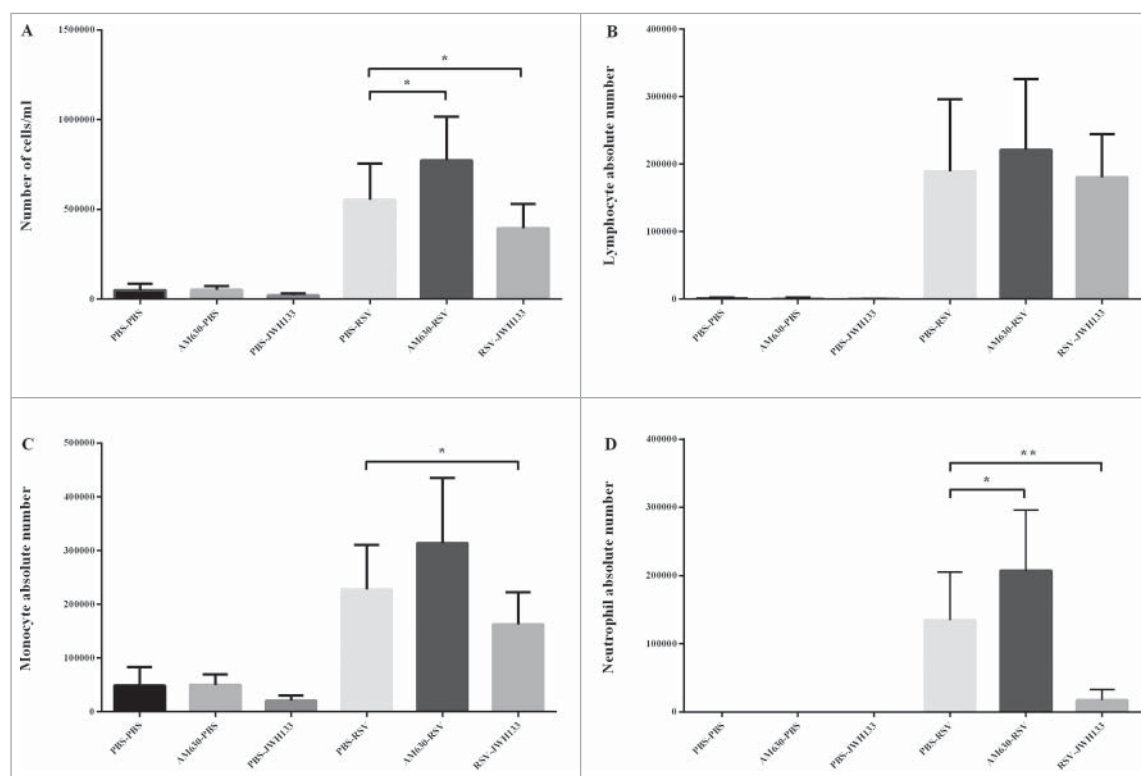 A
Number of cells/ml
1500000
1000000
500000
0
*
*
PBS-PBS
AM630-PBS
PBS-JWH133
PBS-RSV
AM630-RSV
RSV-JWH133
B
Lymphocyte absolute number
400000
300000
200000
100000
0
PBS-PBS
AM630-PBS
PBS-JWH133
PBS-RSV
AM630-RSV
RSV-JWH133
C
Monocyte absolute number
500000
400000
300000
200000
100000
0
*
PBS-PBS
AM630-PBS
PBS-JWH133
PBS-RSV
AM630-RSV
RSV-JWH133
D
Neutrophil absolute number
400000
300000
200000
100000
0
**
*
PBS-PBS
AM630-PBS
PBS-JWH133
PBS-RSV
AM630-RSV
RSV-JWH133